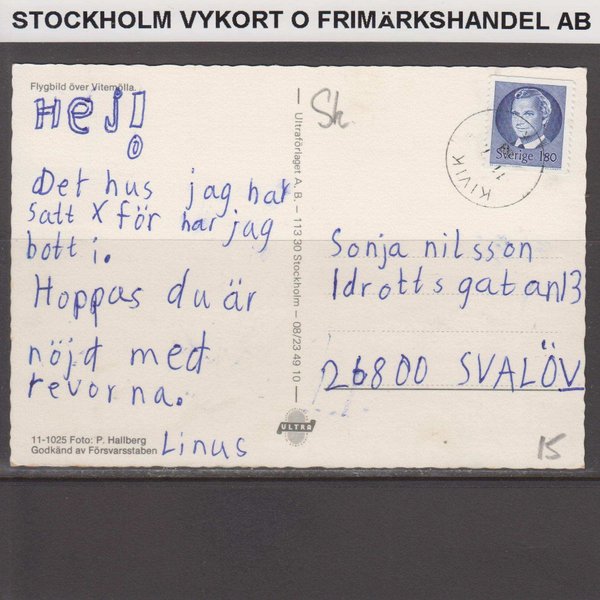 STOCKHOLM VYKORT O FRIMäRKSHANDEL AB
Flygbild över Vitemölla.
Hej!
Det hus jag har
satt X för har jag
bott i.
Hoppas du är
nöjd med
revorna.
Linus
11-1025 Foto: P. Hallberg
Godkänd av Försvarsstaben
Ultraförlaget A. B. — 113 30 Stockholm — 08/23 49 10
ULTRA
Sk
Sverige 1.80
KIVIK
Sonja nilsson
Idrottsgatan 13
26800 SVALÖV
15